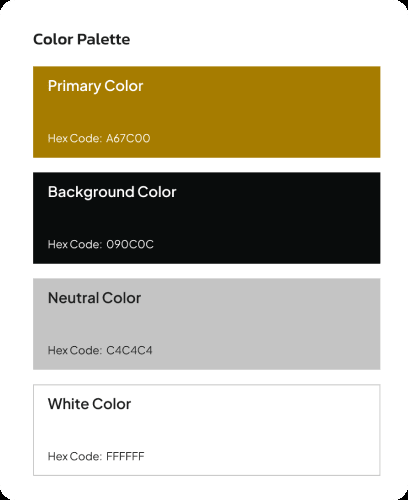 Color Palette
Primary Color
Hex Code: A67C00
Background Color
Hex Code: 090C0C
Neutral Color
Hex Code: C4C4C4
White Color
Hex Code: FFFFFF